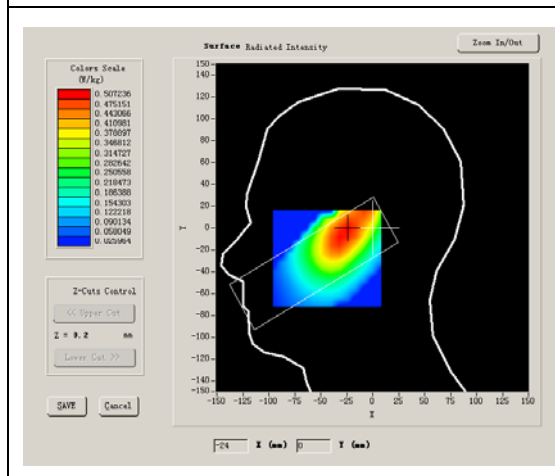 Surface Radiated Intensity
Zoom In/Out
Colors Scale
(W/kg)
0.507236
0.475151
0.443066
0.410981
0.378897
0.346812
0.314727
0.282642
0.250558
0.218473
0.186388
0.154303
0.122218
0.090134
0.058049
0.025964
Z-Cuts Control
<< Upper Cut
Z = 0.2 mm
Lower Cut >>
SAVE
Cancel
150
140
120
100
80
60
40
20
0
-20
-40
-60
-80
-100
-120
-140
-150
Y
-150 -125 -100 -75 -50 -25 0 25 50 75 100 125 150
X
-24 X (mm) 0 Y (mm)